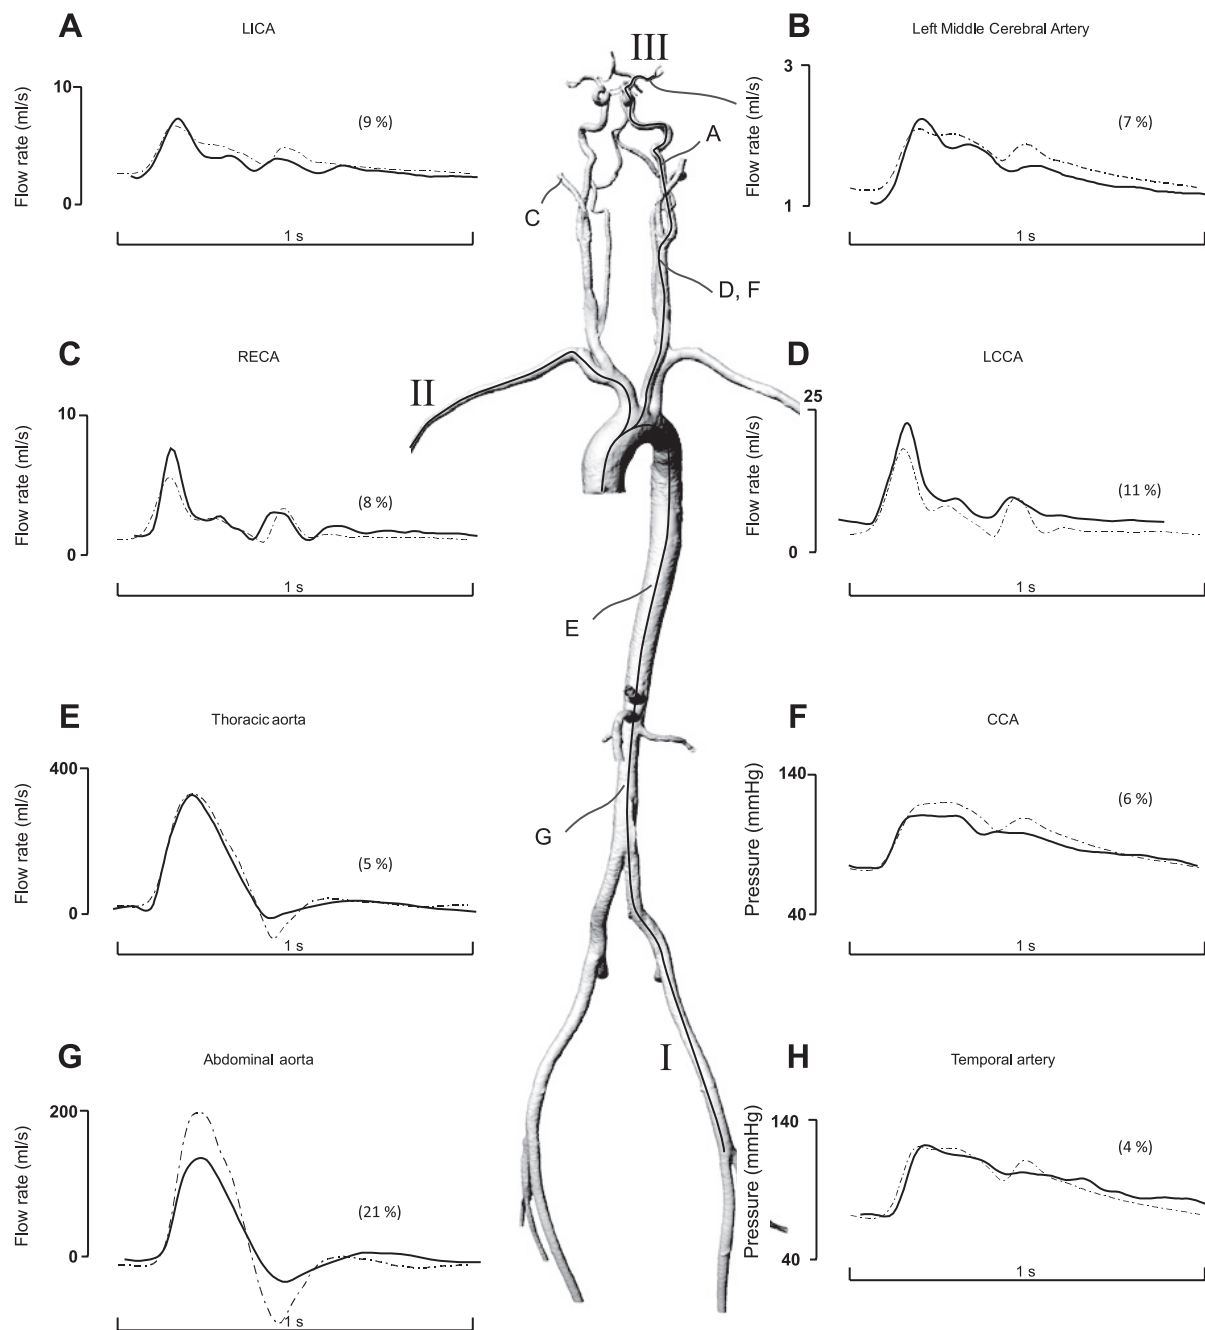 A
LICA
Flow rate (ml/s)
10
0
(9 %)
1 s
B
Left Middle Cerebral Artery
Flow rate (ml/s)
3
1
(7 %)
1 s
III
A
C
D, F
II
E
G
I
C
RECA
Flow rate (ml/s)
10
0
(8 %)
1 s
D
LCCA
Flow rate (ml/s)
25
0
(11 %)
1 s
E
Thoracic aorta
Flow rate (ml/s)
400
0
(5 %)
1 s
F
CCA
Pressure (mmHg)
140
40
(6 %)
1 s
G
Abdominal aorta
Flow rate (ml/s)
200
0
(21 %)
1 s
H
Temporal artery
Pressure (mmHg)
140
40
(4 %)
1 s